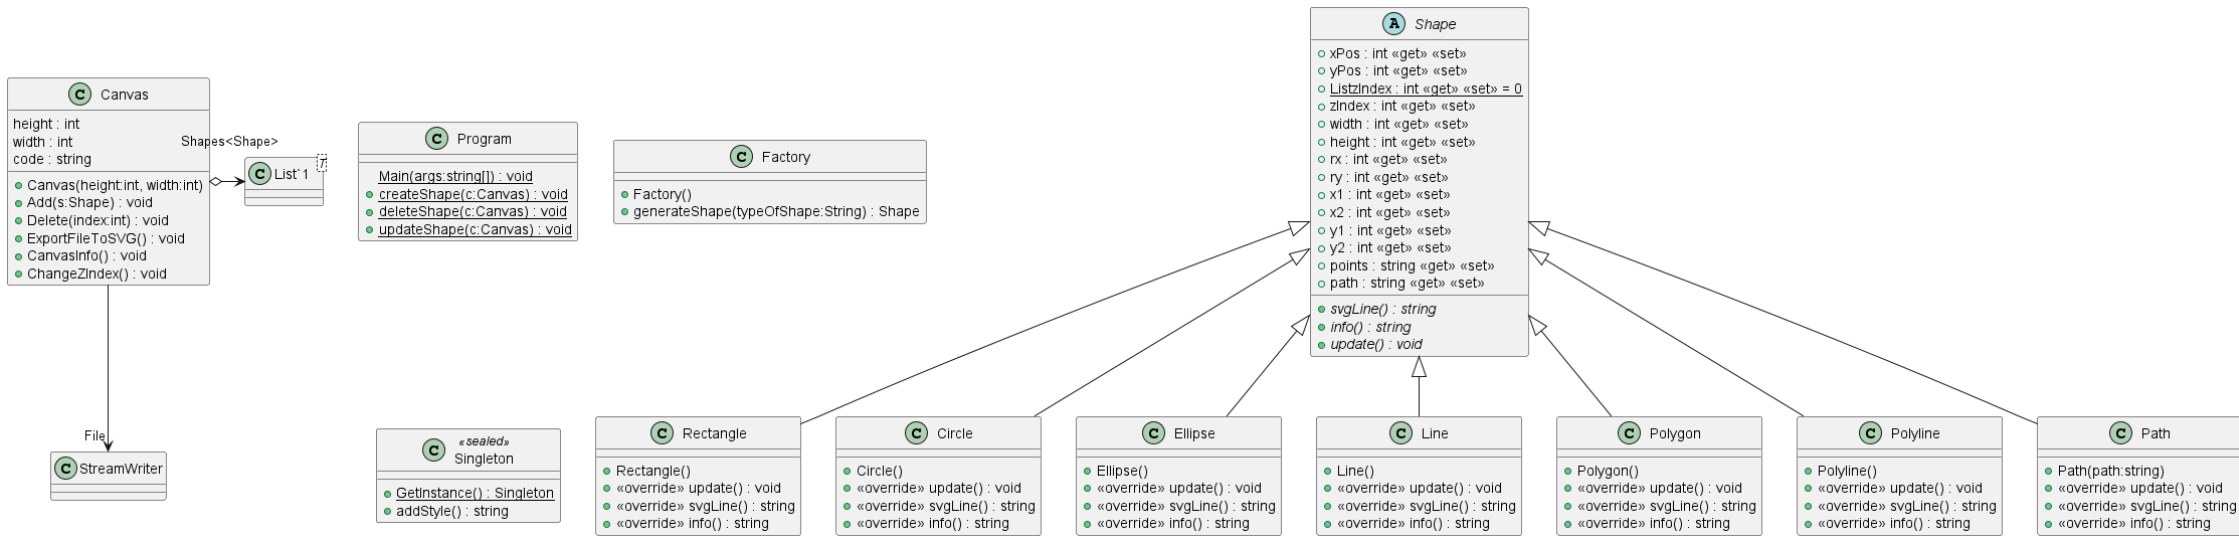 C Canvas
height : int
width : int
code : string
Canvas(height:int, width:int)
Add(s:Shape) : void
Delete(index:int) : void
ExportFileToSVG() : void
CanvasInfo() : void
ChangeZIndex() : void
Shapes<Shape>
C List`1
T
File
C StreamWriter
C Program
Main(args:string[]) : void
createShape(c:Canvas) : void
deleteShape(c:Canvas) : void
updateShape(c:Canvas) : void
C Factory
Factory()
generateShape(typeOfShape:String) : Shape
A Shape
xPos : int «get» «set»
yPos : int «get» «set»
ListzIndex : int «get» «set» = 0
zIndex : int «get» «set»
width : int «get» «set»
height : int «get» «set»
rx : int «get» «set»
ry : int «get» «set»
x1 : int «get» «set»
x2 : int «get» «set»
y1 : int «get» «set»
y2 : int «get» «set»
points : string «get» «set»
path : string «get» «set»
svgLine() : string
info() : string
update() : void
C «sealed»
Singleton
GetInstance() : Singleton
addStyle() : string
C Rectangle
Rectangle()
«override» update() : void
«override» svgLine() : string
«override» info() : string
C Circle
Circle()
«override» update() : void
«override» svgLine() : string
«override» info() : string
C Ellipse
Ellipse()
«override» update() : void
«override» svgLine() : string
«override» info() : string
C Line
Line()
«override» update() : void
«override» svgLine() : string
«override» info() : string
C Polygon
Polygon()
«override» update() : void
«override» svgLine() : string
«override» info() : string
C Polyline
Polyline()
«override» update() : void
«override» svgLine() : string
«override» info() : string
C Path
Path(path:string)
«override» update() : void
«override» svgLine() : string
«override» info() : string